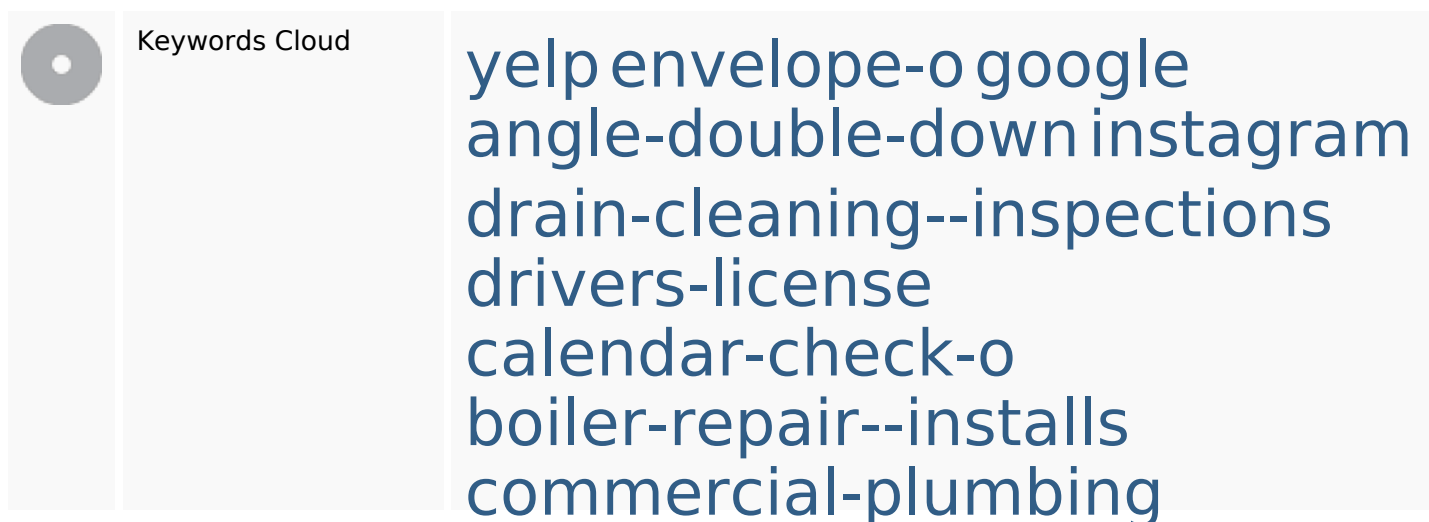 Keywords Cloud
yelp envelope-o google
angle-double-down instagram
drain-cleaning--inspections
drivers-license
calendar-check-o
boiler-repair--installs
commercial-plumbing